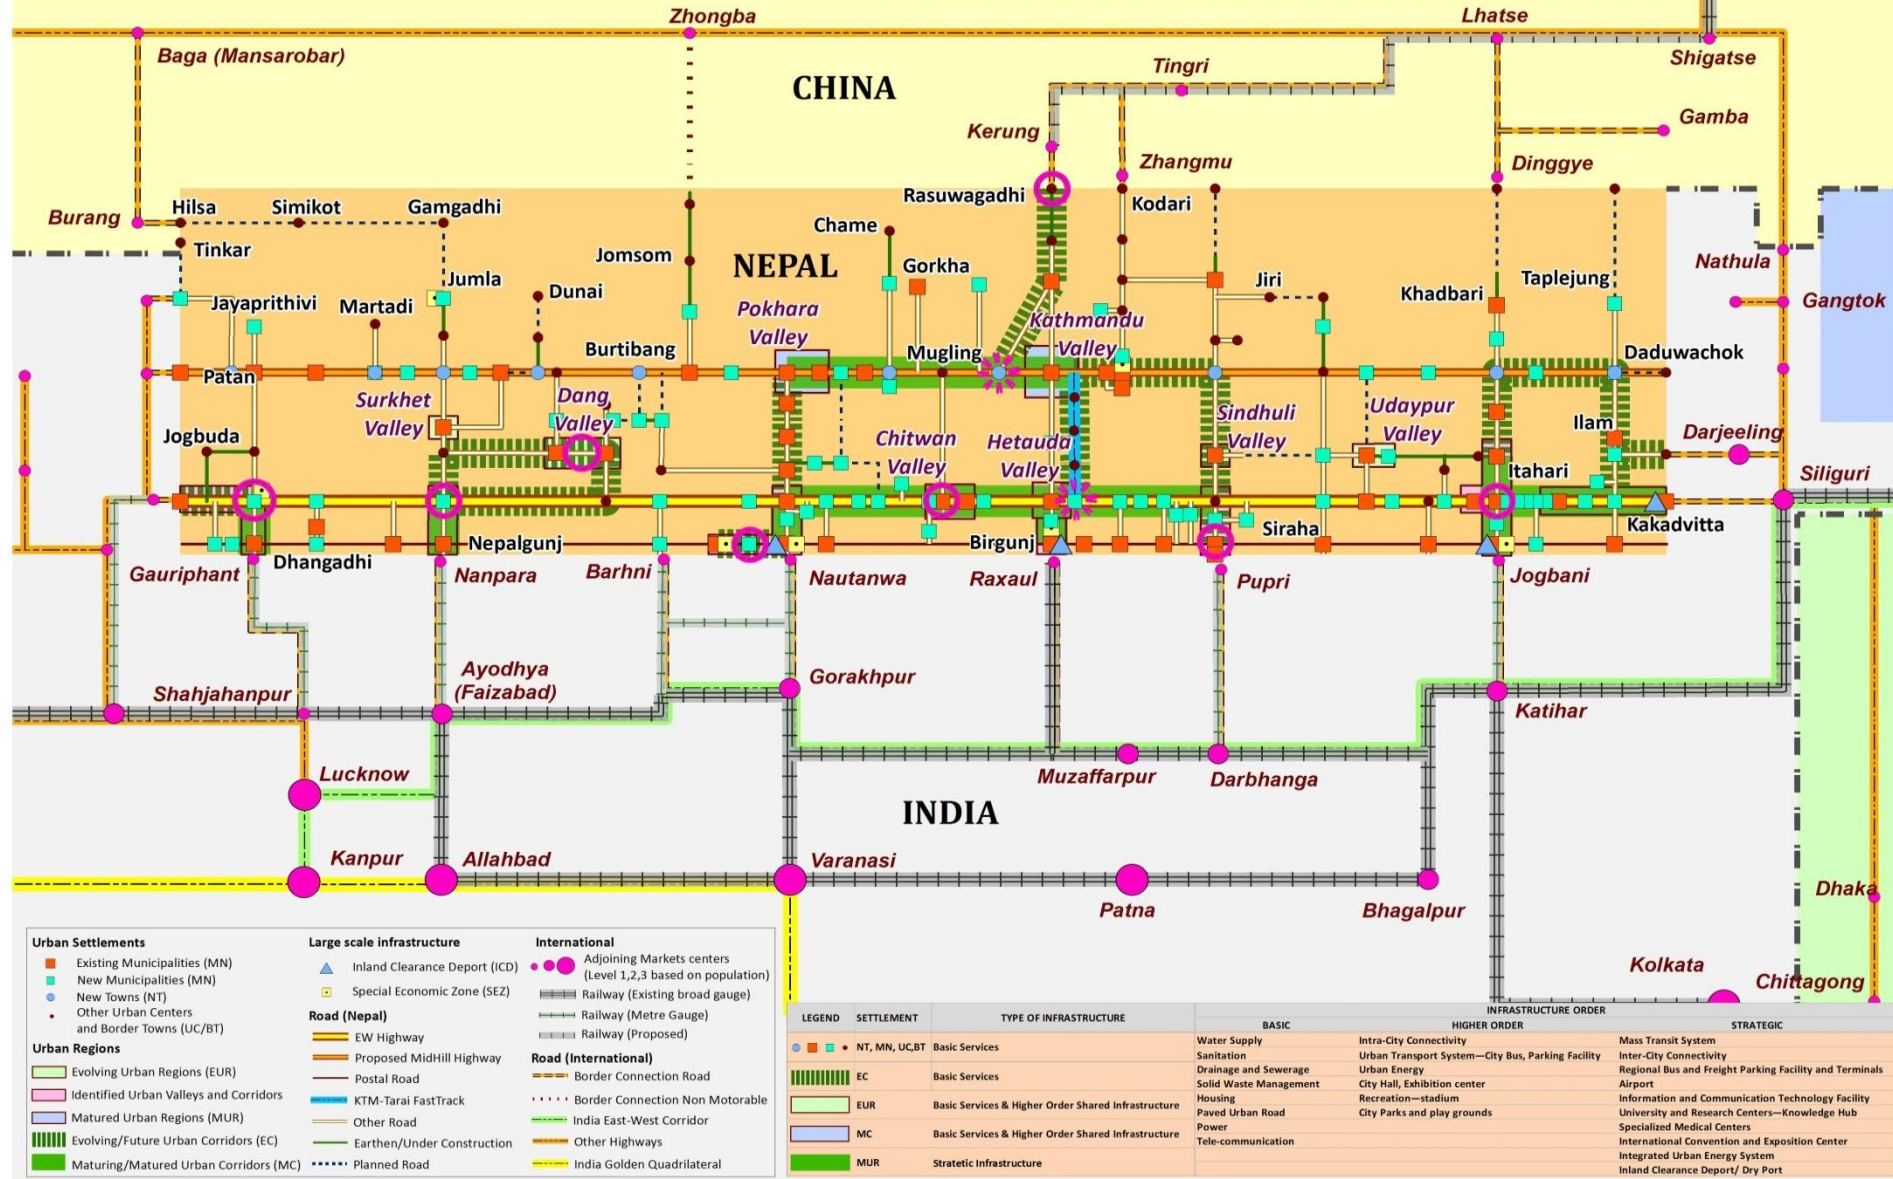 Zhongba
Lhatse
Baga (Mansarobar)
Shigatse
CHINA
Tingri
Gamba
Kerung
Zhangmu
Dinggye
Burang
Hilsa
Simikot
Gamgadhi
Rasuwagadhi
Kodari
Tinkar
Chame
Jomsom
NEPAL
Gorkha
Nathula
Jumla
Dunai
Jiri
Taplejung
Khadbari
Jayaprithivi
Martadi
Gangtok
Pokhara
Valley
Kathmandu
Valley
Burtibang
Mugling
Daduwachok
Patan
Surkhet
Valley
Dang
Valley
Sindhuli
Valley
Udaypur
Valley
Ilam
Jogbuda
Chitwan
Valley
Hetauda
Valley
Darjeeling
Itahari
Siliguri
Kakadvitta
Siraha
Nepalgunj
Birgunj
Dhangadhi
Gauriphant
Nanpara
Barhni
Nautanwa
Raxaul
Pupri
Jogbani
Ayodhya
(Faizabad)
Gorakhpur
Shahjahanpur
Katihar
Lucknow
Muzaffarpur
Darbhanga
INDIA
Kanpur
Allahbad
Varanasi
Dhaka
Patna
Bhagalpur
Kolkata
Chittagong
Urban Settlements
Existing Municipalities (MN)
New Municipalities (MN)
New Towns (NT)
Other Urban Centers
and Border Towns (UC/BT)
Urban Regions
Evolving Urban Regions (EUR)
Identified Urban Valleys and Corridors
Matured Urban Regions (MUR)
Evolving/Future Urban Corridors (EC)
Maturing/Matured Urban Corridors (MC)
Large scale infrastructure
Inland Clearance Deport (ICD)
Special Economic Zone (SEZ)
Road (Nepal)
EW Highway
Proposed MidHill Highway
Postal Road
KTM-Tarai FastTrack
Other Road
Earthen/Under Construction
Planned Road
International
Adjoining Markets centers
(Level 1,2,3 based on population)
Railway (Existing broad gauge)
Railway (Metre Gauge)
Railway (Proposed)
Road (International)
Border Connection Road
Border Connection Non Motorable
India East-West Corridor
Other Highways
India Golden Quadrilateral
LEGEND SETTLEMENT TYPE OF INFRASTRUCTURE
NT, MN, UC,BT Basic Services
EC Basic Services
EUR Basic Services & Higher Order Shared Infrastructure
MC Basic Services & Higher Order Shared Infrastructure
MUR Stratetic Infrastructure
INFRASTRUCTURE ORDER
BASIC HIGHER ORDER STRATEGIC
Water Supply Intra-City Connectivity Mass Transit System
Sanitation Urban Transport System—City Bus, Parking Facility Inter-City Connectivity
Drainage and Sewerage Urban Energy Regional Bus and Freight Parking Facility and Terminals
Solid Waste Management City Hall, Exhibition center Airport
Housing Recreation—stadium Information and Communication Technology Facility
Paved Urban Road City Parks and play grounds University and Research Centers—Knowledge Hub
Power Specialized Medical Centers
Tele-communication International Convention and Exposition Center
Integrated Urban Energy System
Inland Clearance Deport/ Dry Port